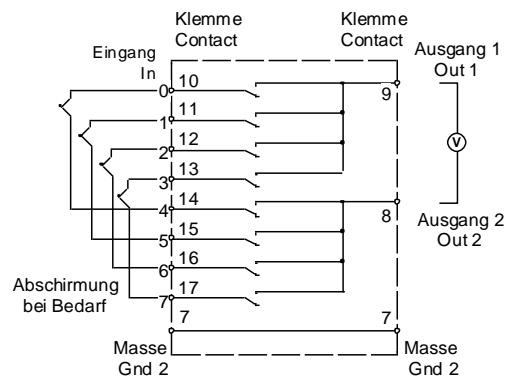 Klemme
Contact
Klemme
Contact
Eingang
In
Ausgang 1
Out 1
0 10
9
1 11
2 12
V
3 13
4 14
8
5 15
Ausgang 2
Out 2
6 16
Abschirmung
bei Bedarf
7 17
7
7
Masse
Gnd 2
Masse
Gnd 2